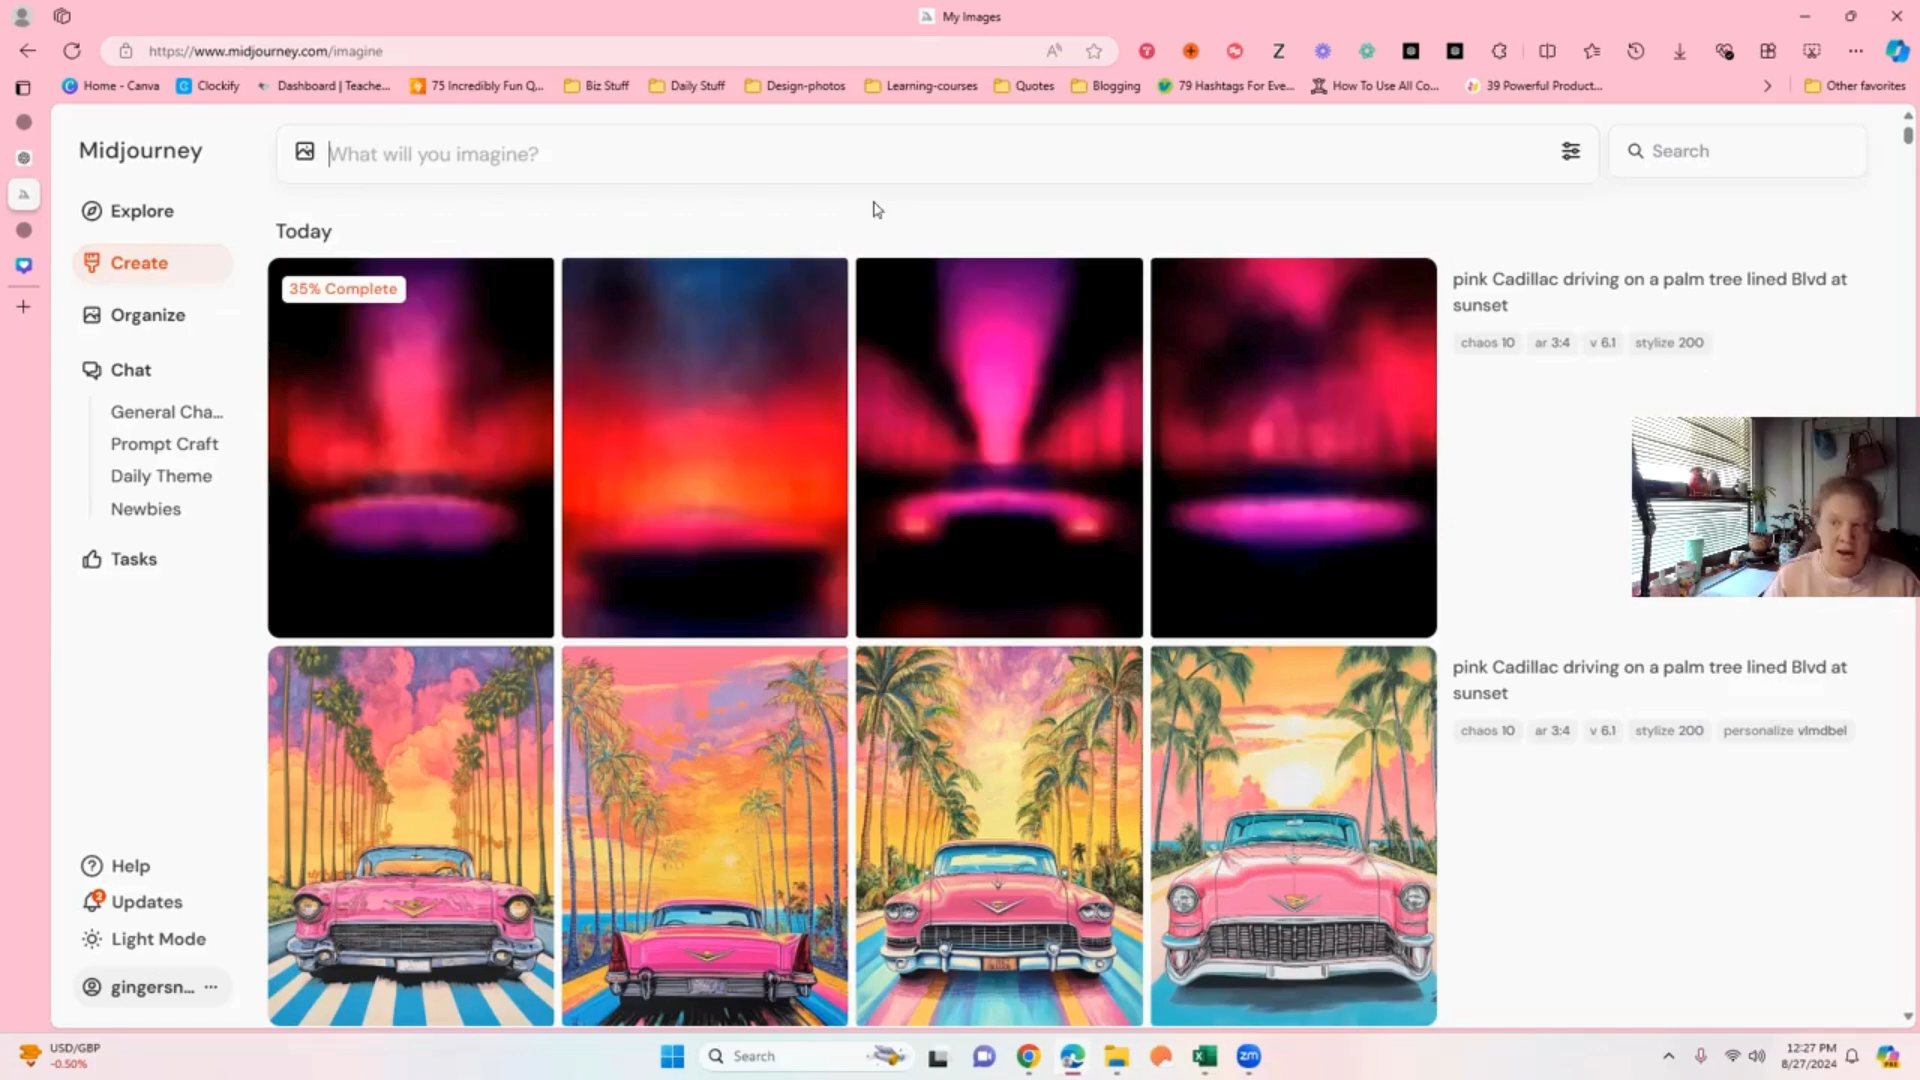 My Images
https://www.midjourney.com/imagine
Home - Canva
Clockify
Dashboard | Teache...
75 Incredibly Fun Q...
Biz Stuff
Daily Stuff
Design-photos
Learning-courses
Quotes
Blogging
79 Hashtags For Eve...
How To Use All Co...
39 Powerful Product...
Other favorites
Midjourney
What will you imagine?
Search
Explore
Create
Organize
Chat
General Cha...
Prompt Craft
Daily Theme
Newbies
Tasks
Help
2
Updates
Light Mode
gingersn...
Today
35% Complete
pink Cadillac driving on a palm tree lined Blvd at
sunset
chaos 10 ar 3:4 v 6.1 stylize 200
pink Cadillac driving on a palm tree lined Blvd at
sunset
chaos 10 ar 3:4 v 6.1 stylize 200 personalize vlmdbel
USD/GBP
-0.50%
Search
zm
12:27 PM
8/27/2024
PRE